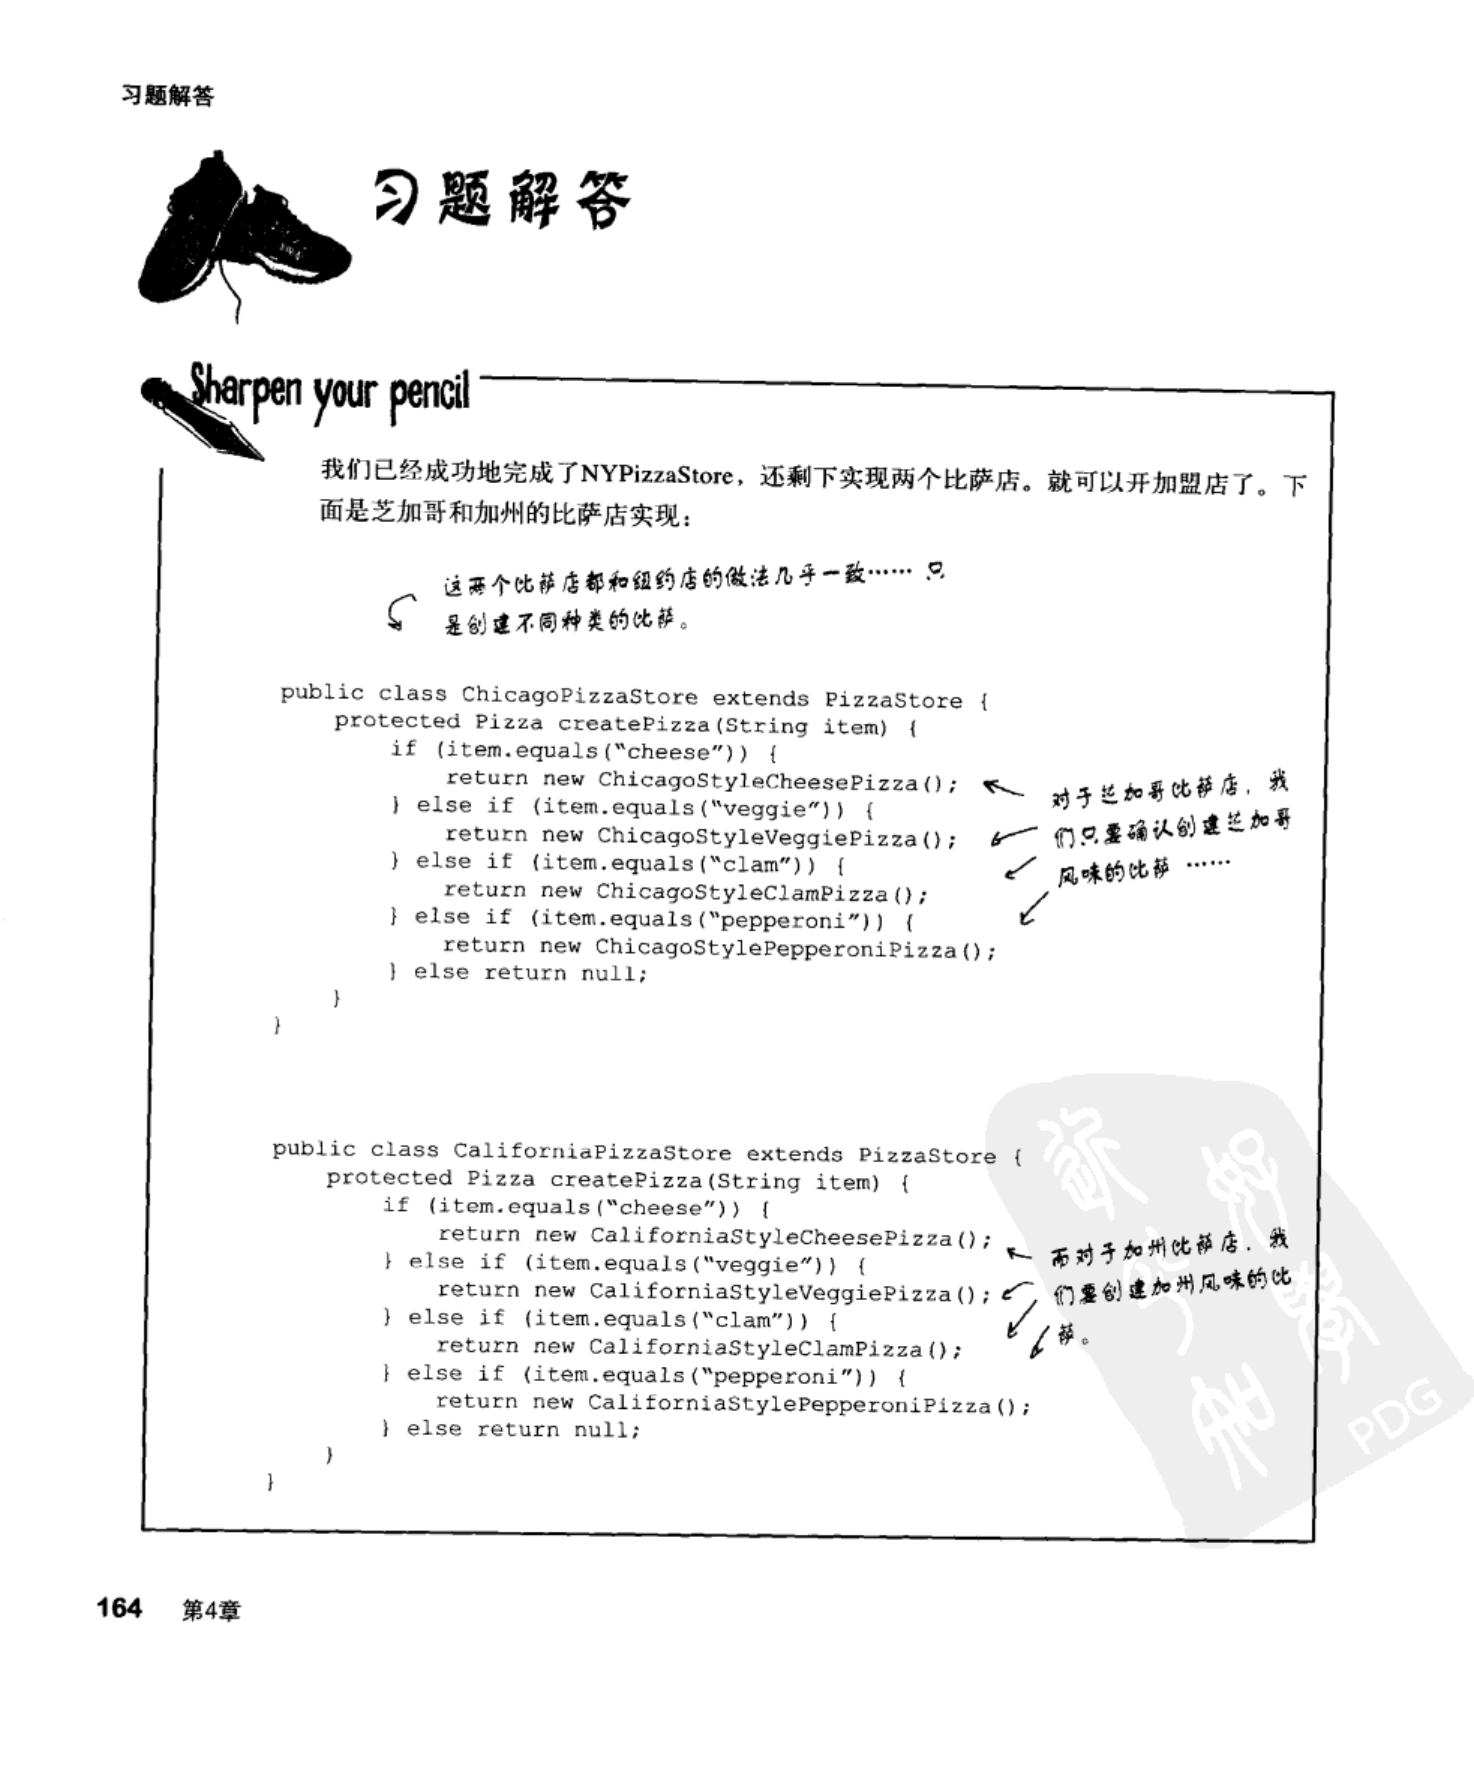 习题解答
习题解答
Sharpen your pencil
我们已经成功地完成了NYPizzaStore，还剩下实现两个比萨店。就可以开加盟店了。下
面是芝加哥和加州的比萨店实现：
这两个比萨店都和纽约店的做法几乎一致…… 只
是创建不同种类的比萨。
public class ChicagoPizzaStore extends PizzaStore {
    protected Pizza createPizza(String item) {
        if (item.equals("cheese")) {
            return new ChicagoStyleCheesePizza();
        } else if (item.equals("veggie")) {
            return new ChicagoStyleVeggiePizza();
        } else if (item.equals("clam")) {
            return new ChicagoStyleClamPizza();
        } else if (item.equals("pepperoni")) {
            return new ChicagoStylePepperoniPizza();
        } else return null;
    }
}
对于芝加哥比萨店，我
们只要确认创建芝加哥
风味的比萨 ……
public class CaliforniaPizzaStore extends PizzaStore {
    protected Pizza createPizza(String item) {
        if (item.equals("cheese")) {
            return new CaliforniaStyleCheesePizza();
        } else if (item.equals("veggie")) {
            return new CaliforniaStyleVeggiePizza();
        } else if (item.equals("clam")) {
            return new CaliforniaStyleClamPizza();
        } else if (item.equals("pepperoni")) {
            return new CaliforniaStylePepperoniPizza();
        } else return null;
    }
}
而对于加州比萨店，我
们要创建加州风味的比
萨。
PDG
164 第4章